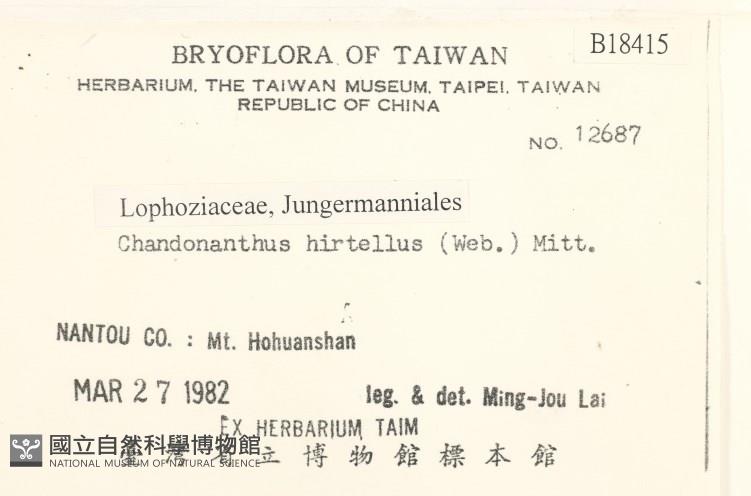 B18415
BRYOFLORA OF TAIWAN
HERBARIUM, THE TAIWAN MUSEUM, TAIPEI, TAIWAN
REPUBLIC OF CHINA
NO. 12687
Lophoziaceae, Jungermanniales
Chandonanthus hirtellus (Web.) Mitt.
NANTOU CO. : Mt. Hohuanshan
MAR 27 1982 leg. & det. Ming-Jou Lai
EX HERBARIUM TAIM
國立自然科學博物館
NATIONAL MUSEUM OF NATURAL SCIENCE
立博物館標本館